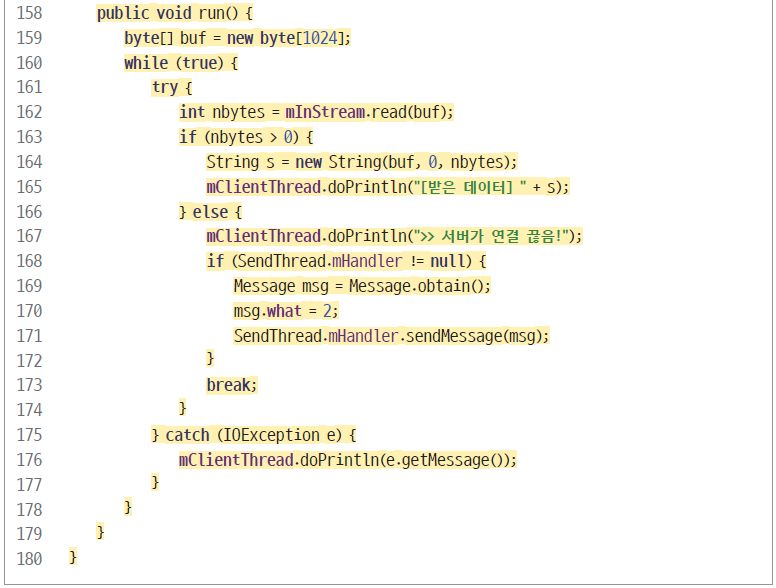 158 public void run() {
159 byte[] buf = new byte[1024];
160 while (true) {
161 try {
162 int nbytes = mInStream.read(buf);
163 if (nbytes > 0) {
164 String s = new String(buf, 0, nbytes);
165 mClientThread.doPrintln("[받은 데이터] " + s);
166 } else {
167 mClientThread.doPrintln(">> 서버가 연결 끊음!");
168 if (SendThread.mHandler != null) {
169 Message msg = Message.obtain();
170 msg.what = 2;
171 SendThread.mHandler.sendMessage(msg);
172 }
173 break;
174 }
175 } catch (IOException e) {
176 mClientThread.doPrintln(e.getMessage());
177 }
178 }
179 }
180 }